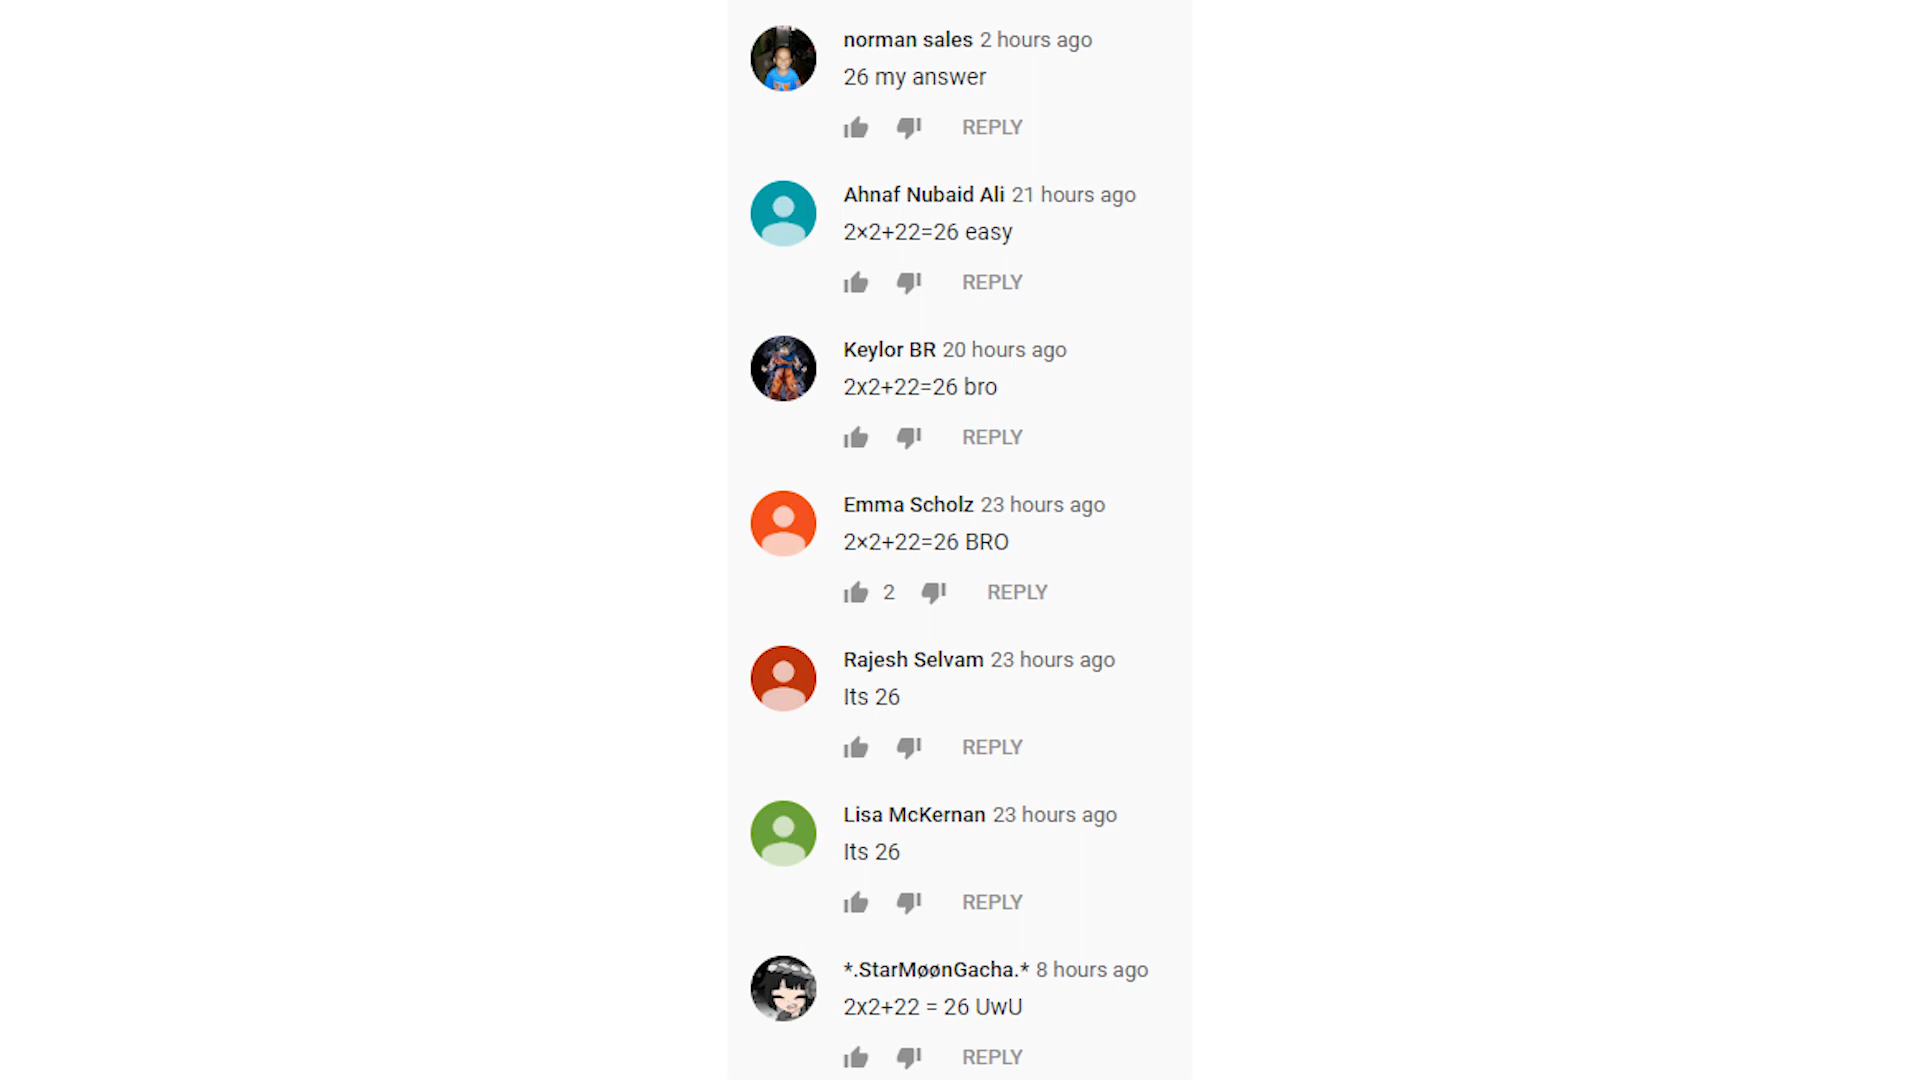 norman sales 2 hours ago
26 my answer
REPLY
Ahnaf Nubaid Ali 21 hours ago
2×2+22=26 easy
REPLY
Keylor BR 20 hours ago
2x2+22=26 bro
REPLY
Emma Scholz 23 hours ago
2×2+22=26 BRO
2 REPLY
Rajesh Selvam 23 hours ago
Its 26
REPLY
Lisa McKernan 23 hours ago
Its 26
REPLY
*.StarMøønGacha.* 8 hours ago
2x2+22 = 26 UwU
REPLY